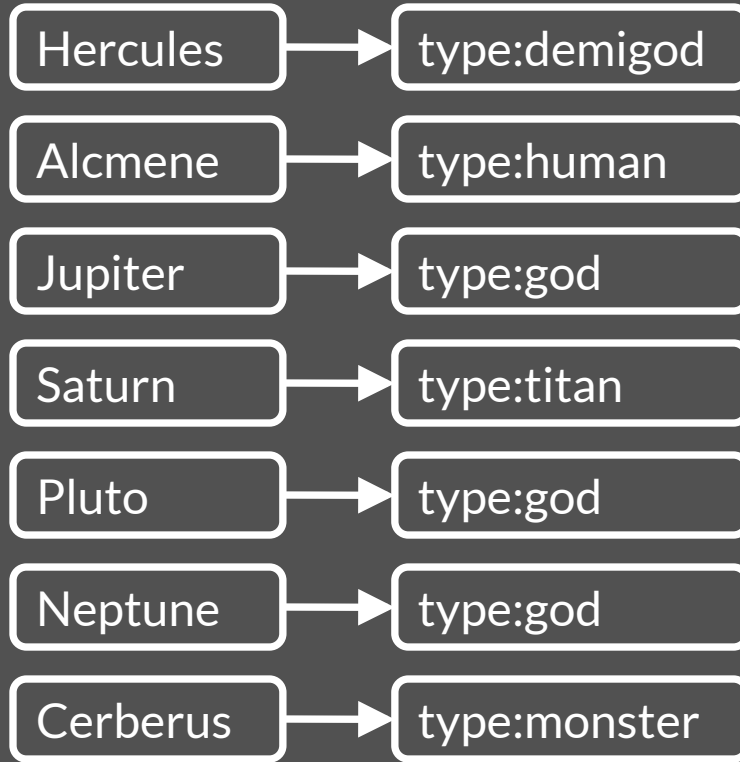 Hercules type:demigod
Alcmene type:human
Jupiter type:god
Saturn type:titan
Pluto type:god
Neptune type:god
Cerberus type:monster